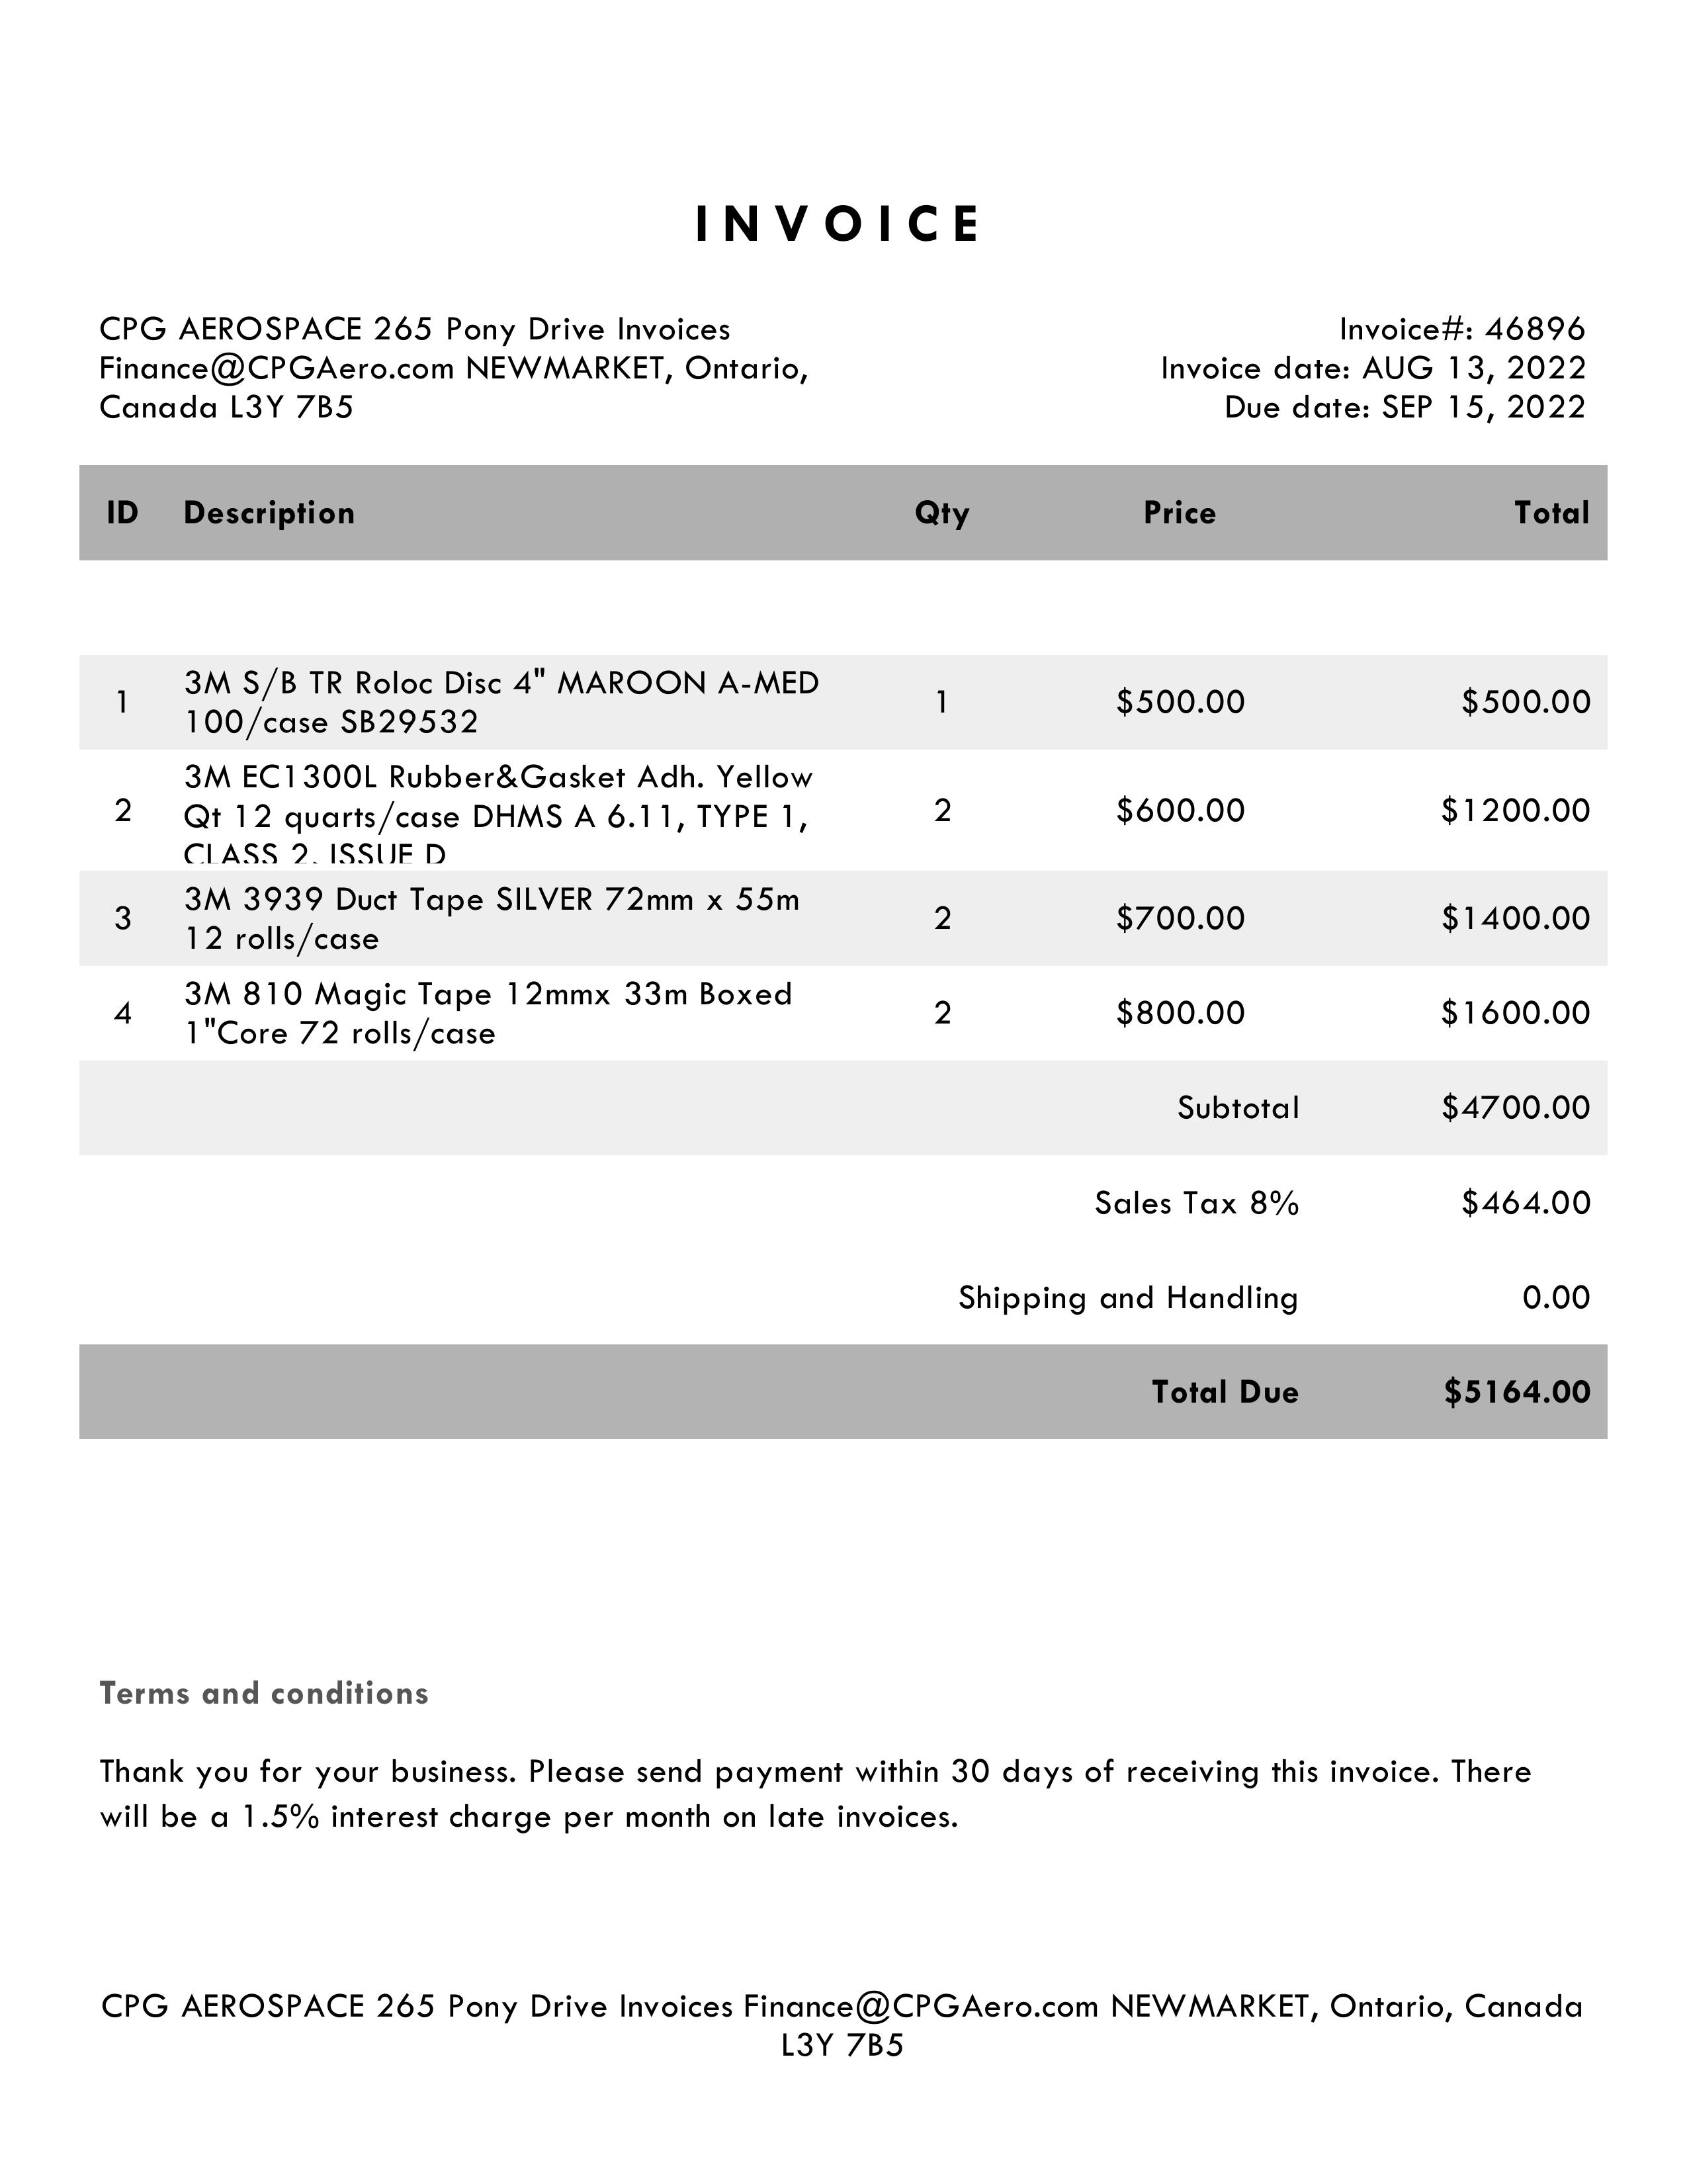 INVOICE
CPG AEROSPACE 265 Pony Drive Invoices
Finance@CPGAero.com NEWMARKET, Ontario,
Canada L3Y 7B5
Invoice#: 46896
Invoice date: AUG 13, 2022
Due date: SEP 15, 2022
ID Description Qty Price Total
1 3M S/B TR Roloc Disc 4" MAROON A-MED 1 $500.00 $500.00
100/case SB29532
3M EC1300L Rubber&Gasket Adh. Yellow
2 Qt 12 quarts/case DHMS A 6.11, TYPE 1, 2 $600.00 $1200.00
CLASS 2, ISSUE D
3 3M 3939 Duct Tape SILVER 72mm x 55m 2 $700.00 $1400.00
12 rolls/case
4 3M 810 Magic Tape 12mmx 33m Boxed 2 $800.00 $1600.00
1"Core 72 rolls/case
Subtotal $4700.00
Sales Tax 8% $464.00
Shipping and Handling 0.00
Total Due $5164.00
Terms and conditions
Thank you for your business. Please send payment within 30 days of receiving this invoice. There
will be a 1.5% interest charge per month on late invoices.
CPG AEROSPACE 265 Pony Drive Invoices Finance@CPGAero.com NEWMARKET, Ontario, Canada
L3Y 7B5